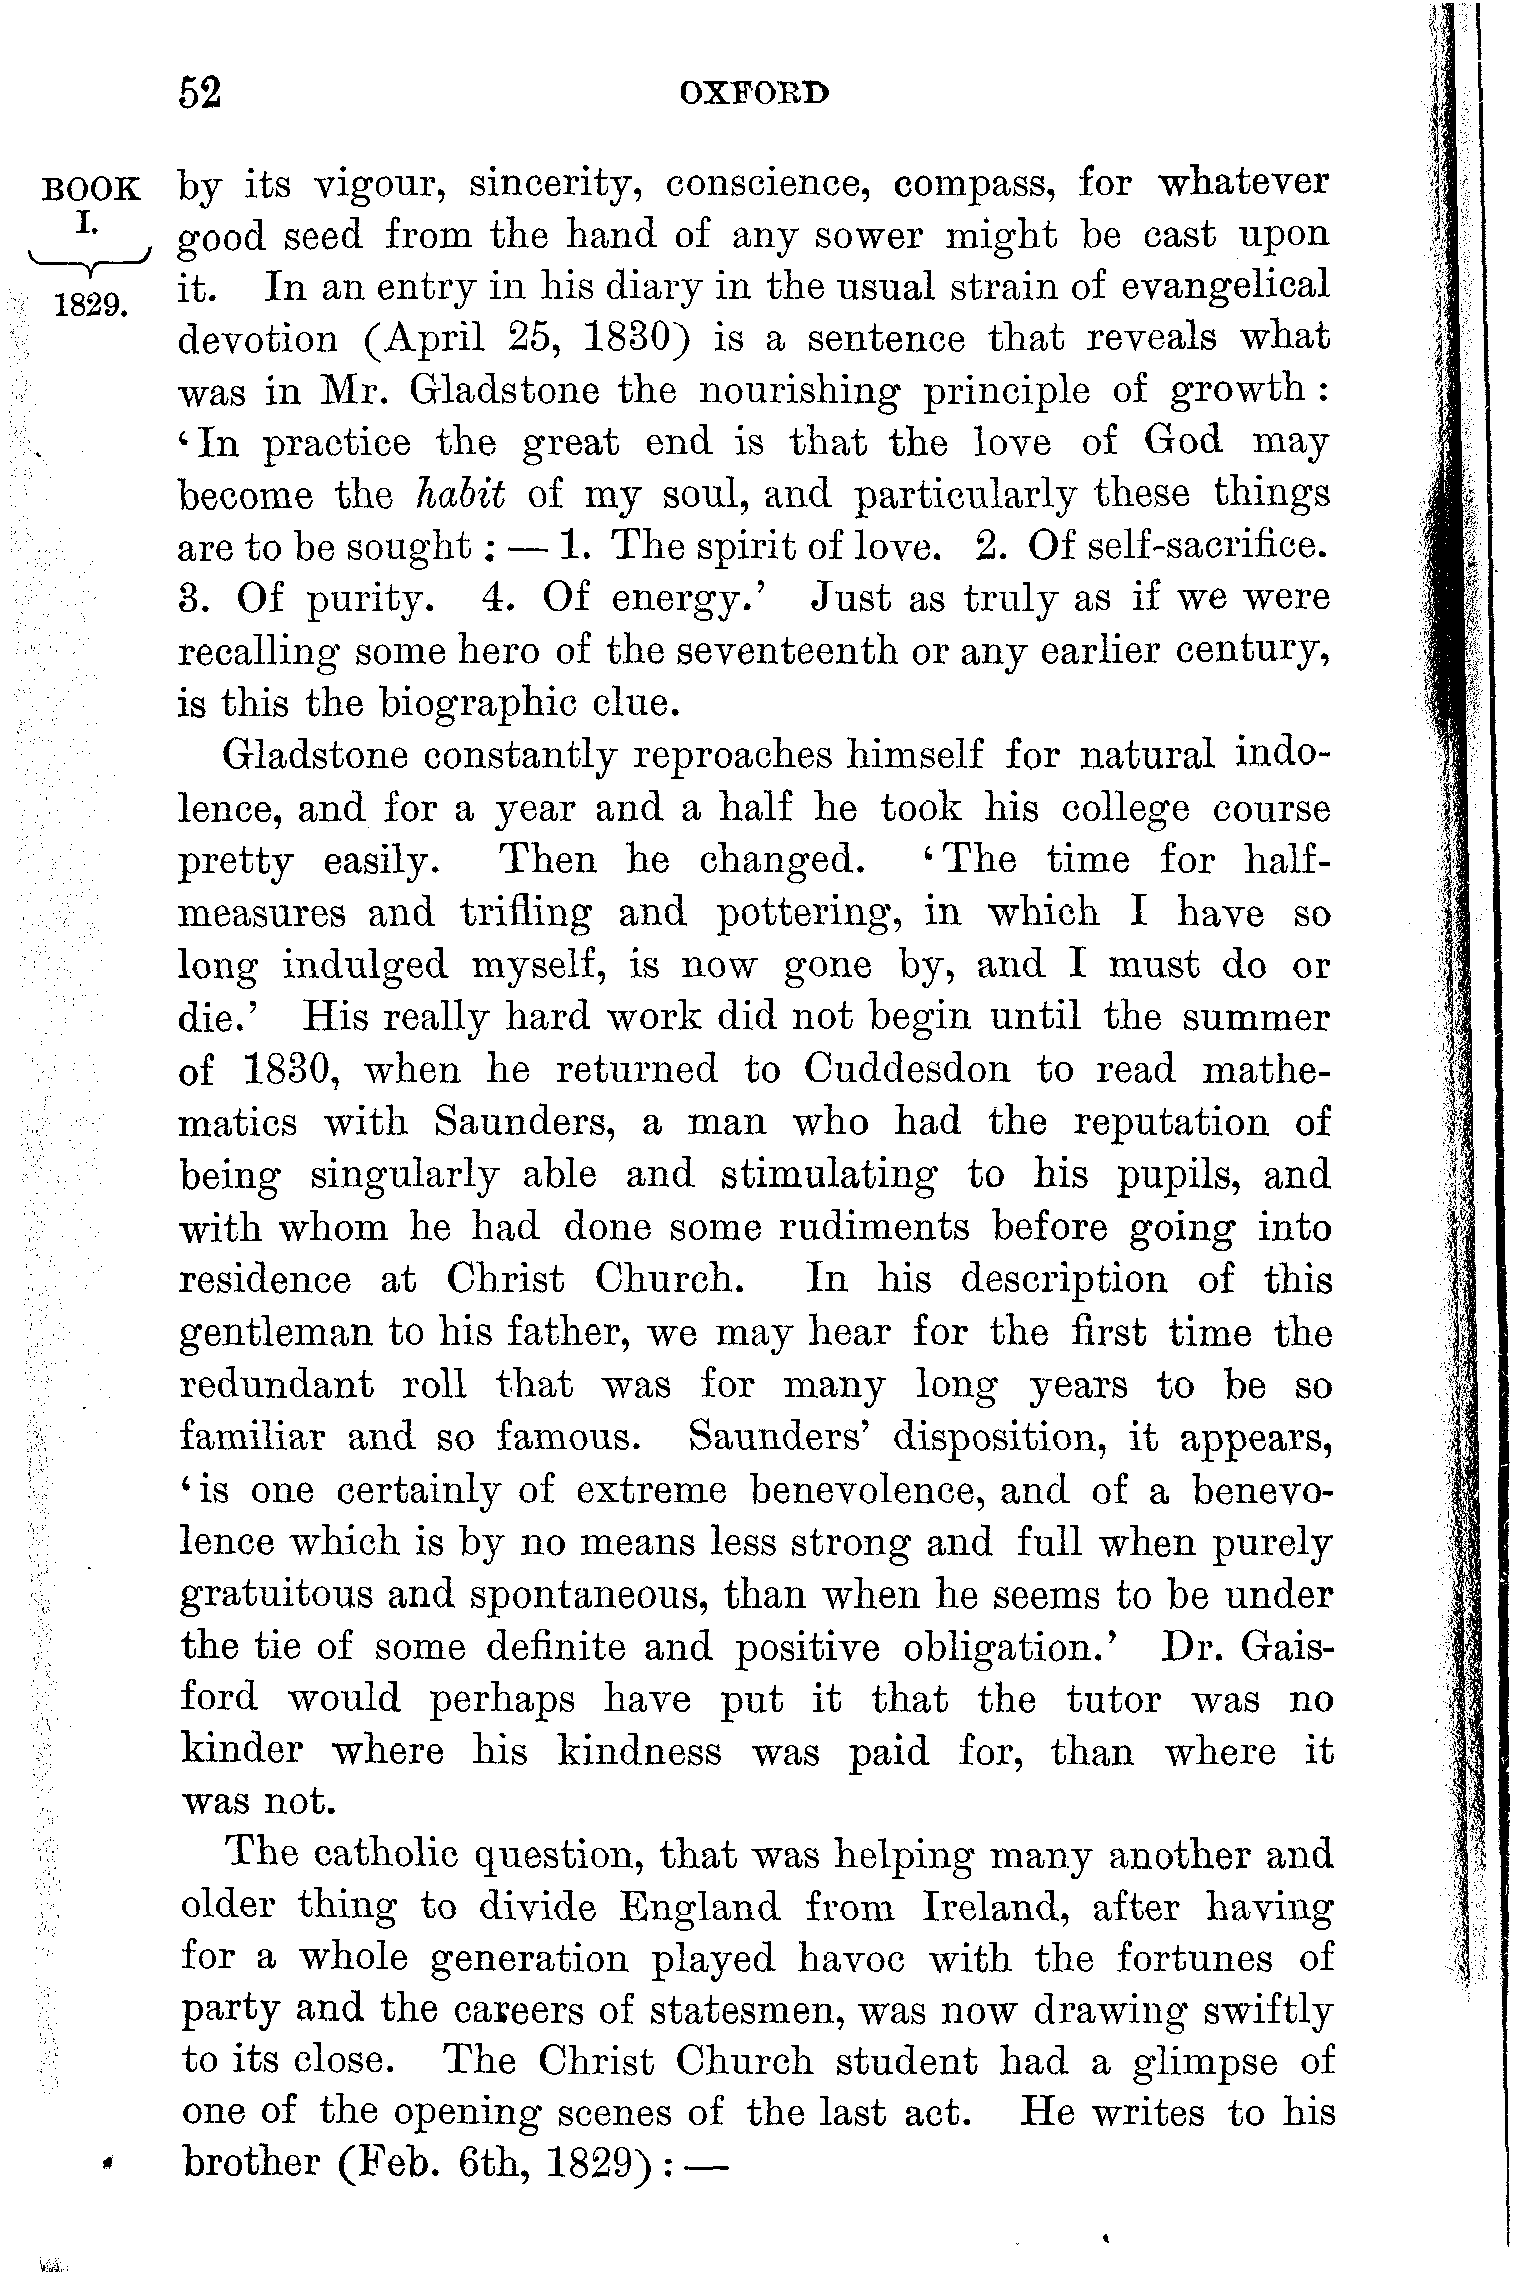 52 OXFORD
BOOK
I.
1829.
by its vigour, sincerity, conscience, compass, for whatever
good seed from the hand of any sower might be cast upon
it. In an entry in his diary in the usual strain of evangelical
devotion (April 25, 1830) is a sentence that reveals what
was in Mr. Gladstone the nourishing principle of growth:
‘In practice the great end is that the love of God may
become the habit of my soul, and particularly these things
are to be sought: — 1. The spirit of love. 2. Of self-sacrifice.
3. Of purity. 4. Of energy.’ Just as truly as if we were
recalling some hero of the seventeenth or any earlier century,
is this the biographic clue.
Gladstone constantly reproaches himself for natural indo-
lence, and for a year and a half he took his college course
pretty easily. Then he changed. ‘The time for half-
measures and trifling and pottering, in which I have so
long indulged myself, is now gone by, and I must do or
die.’ His really hard work did not begin until the summer
of 1830, when he returned to Cuddesdon to read mathe-
matics with Saunders, a man who had the reputation of
being singularly able and stimulating to his pupils, and
with whom he had done some rudiments before going into
residence at Christ Church. In his description of this
gentleman to his father, we may hear for the first time the
redundant roll that was for many long years to be so
familiar and so famous. Saunders’ disposition, it appears,
‘is one certainly of extreme benevolence, and of a benevo-
lence which is by no means less strong and full when purely
gratuitous and spontaneous, than when he seems to be under
the tie of some definite and positive obligation.’ Dr. Gais-
ford would perhaps have put it that the tutor was no
kinder where his kindness was paid for, than where it
was not.
The catholic question, that was helping many another and
older thing to divide England from Ireland, after having
for a whole generation played havoc with the fortunes of
party and the careers of statesmen, was now drawing swiftly
to its close. The Christ Church student had a glimpse of
one of the opening scenes of the last act. He writes to his
brother (Feb. 6th, 1829): —